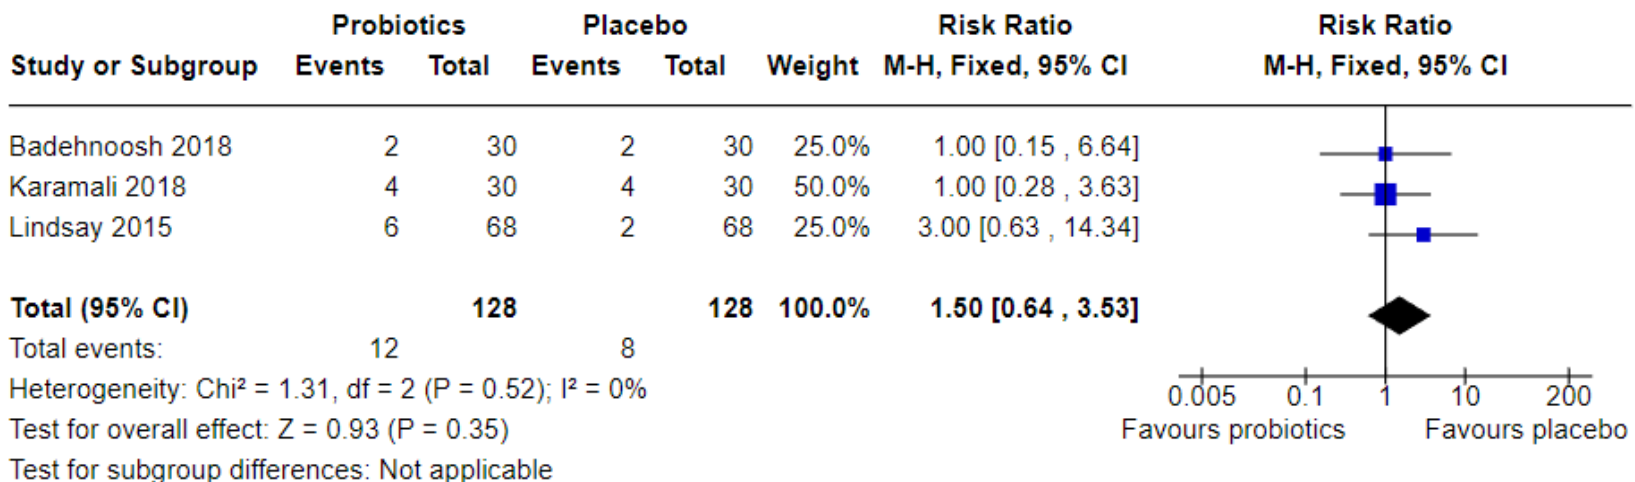 Probiotics Placebo Risk Ratio Risk Ratio
Study or Subgroup Events Total Events Total Weight M-H, Fixed, 95% CI M-H, Fixed, 95% CI
Badehnoosh 2018 2 30 2 30 25.0% 1.00 [0.15 , 6.64]
Karamali 2018 4 30 4 30 50.0% 1.00 [0.28 , 3.63]
Lindsay 2015 6 68 2 68 25.0% 3.00 [0.63 , 14.34]
Total (95% CI) 128 128 100.0% 1.50 [0.64 , 3.53]
Total events: 12 8
Heterogeneity: Chi² = 1.31, df = 2 (P = 0.52); I² = 0% 0.005 0.1 1 10 200
Test for overall effect: Z = 0.93 (P = 0.35) Favours probiotics Favours placebo
Test for subgroup differences: Not applicable